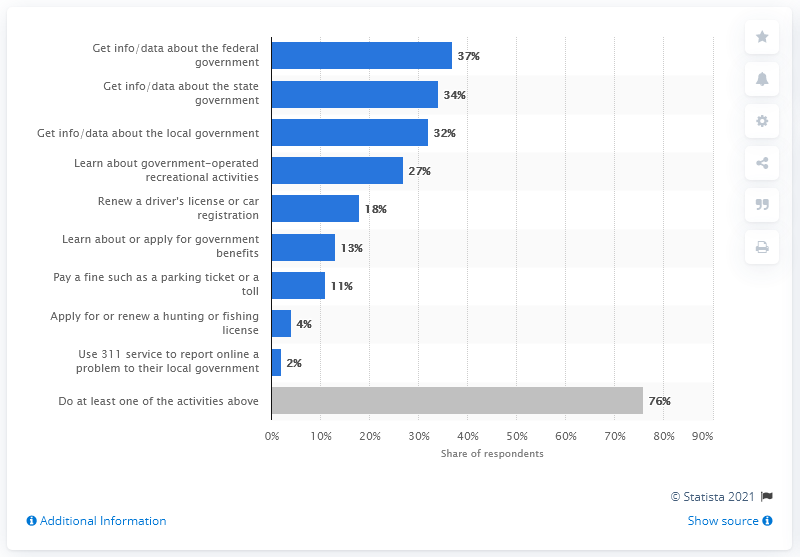 Get info/data about the federal
government
37%
Get info/data about the state
government
34%
Get info/data about the local government
32%
Learn about government-operated
recreational activities
27%
Renew a driver's license or car
registration
18%
Learn about or apply for government
benefits
13%
Pay a fine such as a parking ticket or a
toll
11%
Apply for or renew a hunting or fishing
license
4%
Use 311 service to report online a
problem to their local government
2%
Do at least one of the activities above
76%
0% 10% 20% 30% 40% 50% 60% 70% 80% 90%
Share of respondents
© Statista 2021
Additional Information
Show source